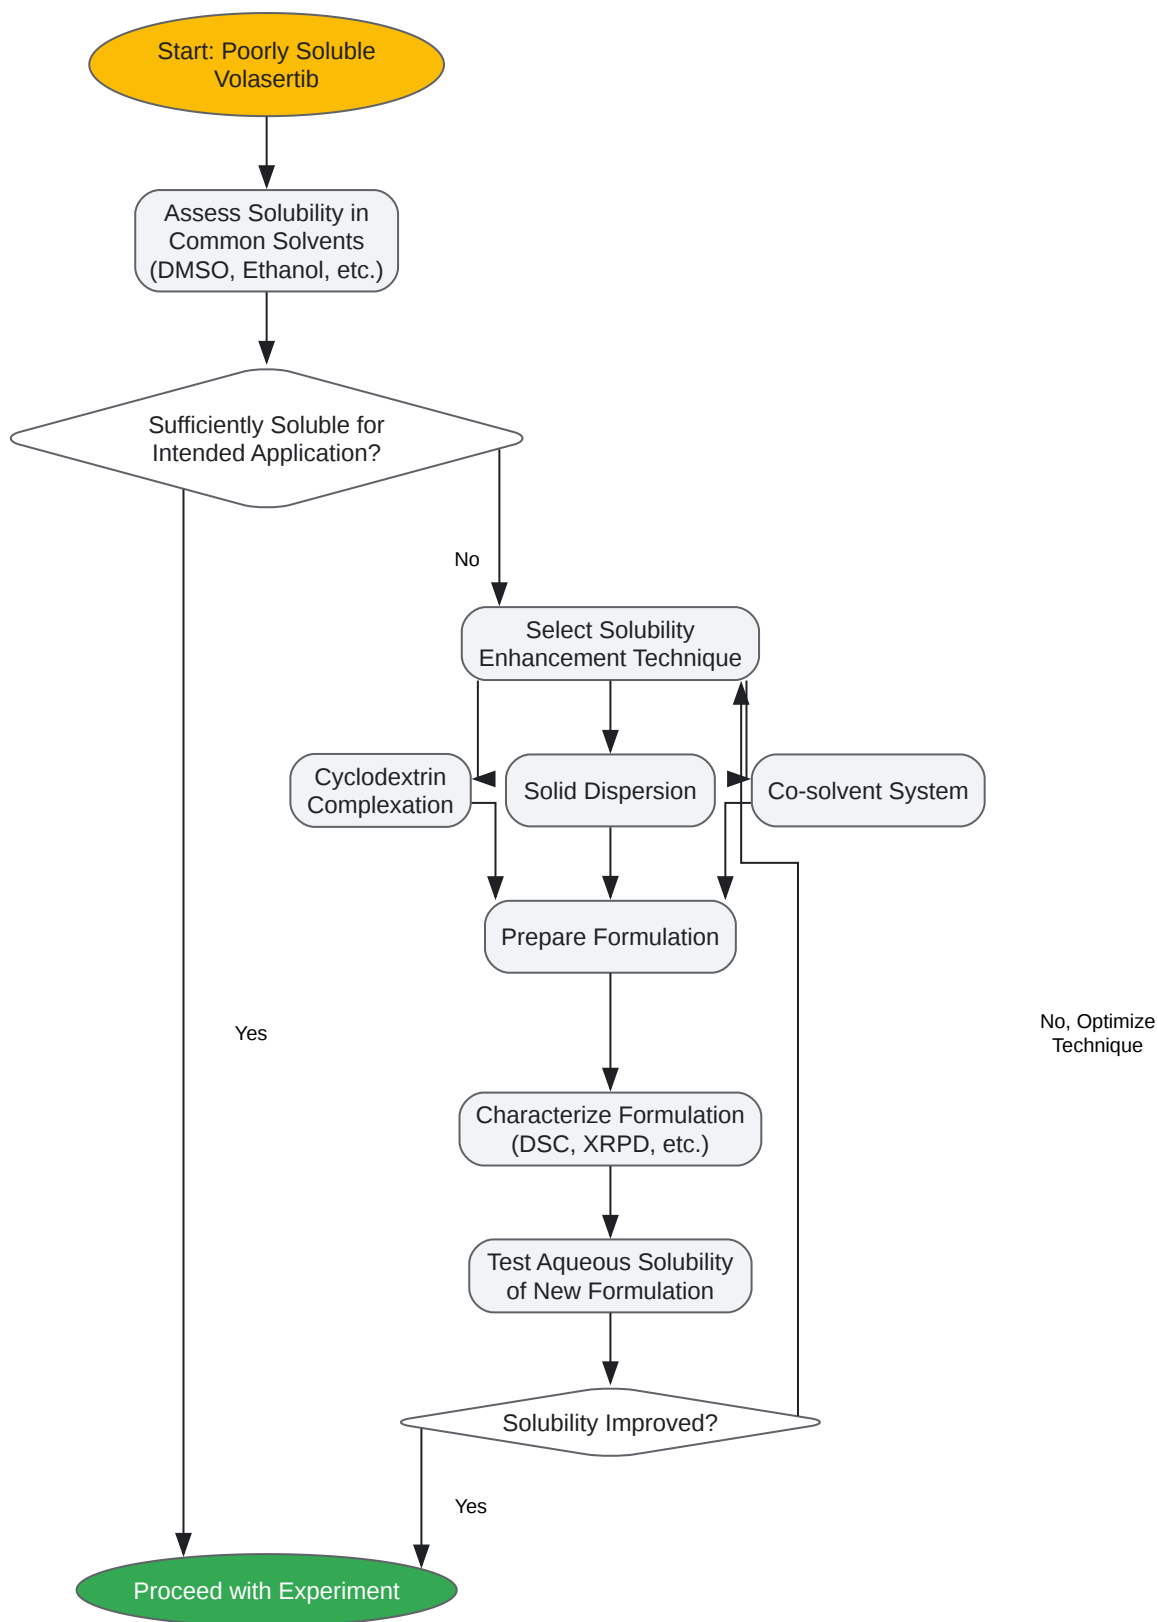 Start: Poorly Soluble
Volasertib
Assess Solubility in
Common Solvents
(DMSO, Ethanol, etc.)
Sufficiently Soluble for
Intended Application?
No
Select Solubility
Enhancement Technique
Cyclodextrin
Complexation
Solid Dispersion
Co-solvent System
Prepare Formulation
Yes
No, Optimize
Technique
Characterize Formulation
(DSC, XRPD, etc.)
Test Aqueous Solubility
of New Formulation
Solubility Improved?
Yes
Proceed with Experiment